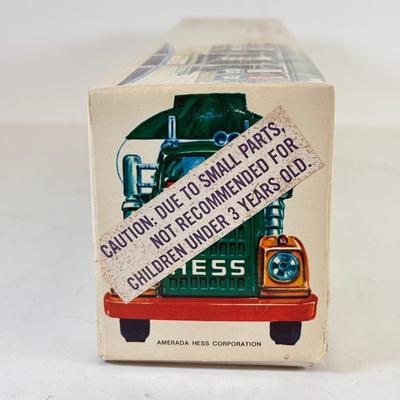 CAUTION: DUE TO SMALL PARTS,
NOT RECOMMENDED FOR
CHILDREN UNDER 3 YEARS OLD.
HESS
AMERADA HESS CORPORATION